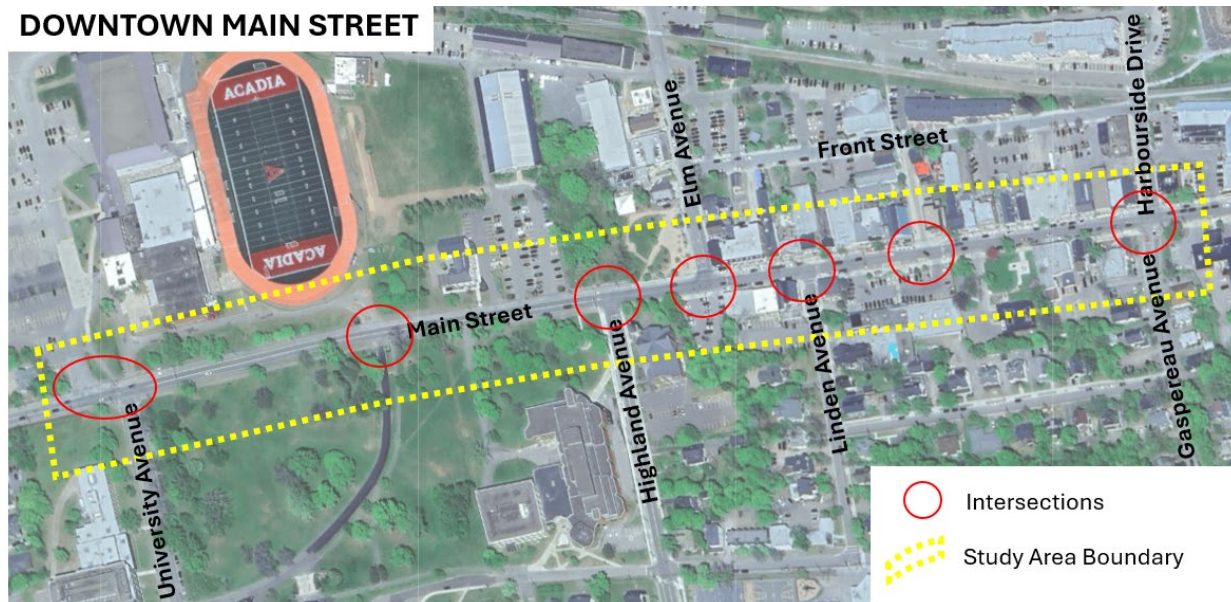 DOWNTOWN MAIN STREET
ACADIA
ACADIA
Main Street
Front Street
Elm Avenue
Harbourside Drive
University Avenue
Highland Avenue
Linden Avenue
Gaspereau Avenue
Intersections
Study Area Boundary